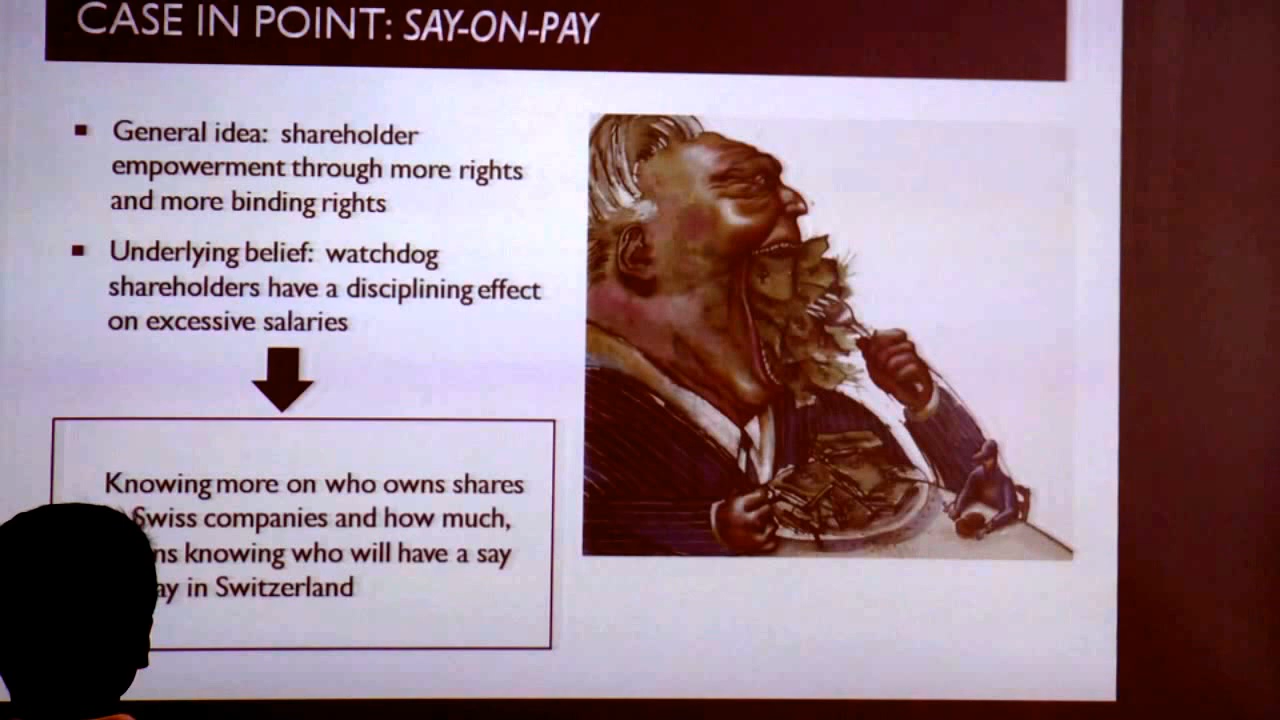 CASE IN POINT: SAY-ON-PAY
General idea: shareholder
empowerment through more rights
and more binding rights
Underlying belief: watchdog
shareholders have a disciplining effect
on excessive salaries
Knowing more on who owns shares
Swiss companies and how much,
knowing who will have a say
in Switzerland